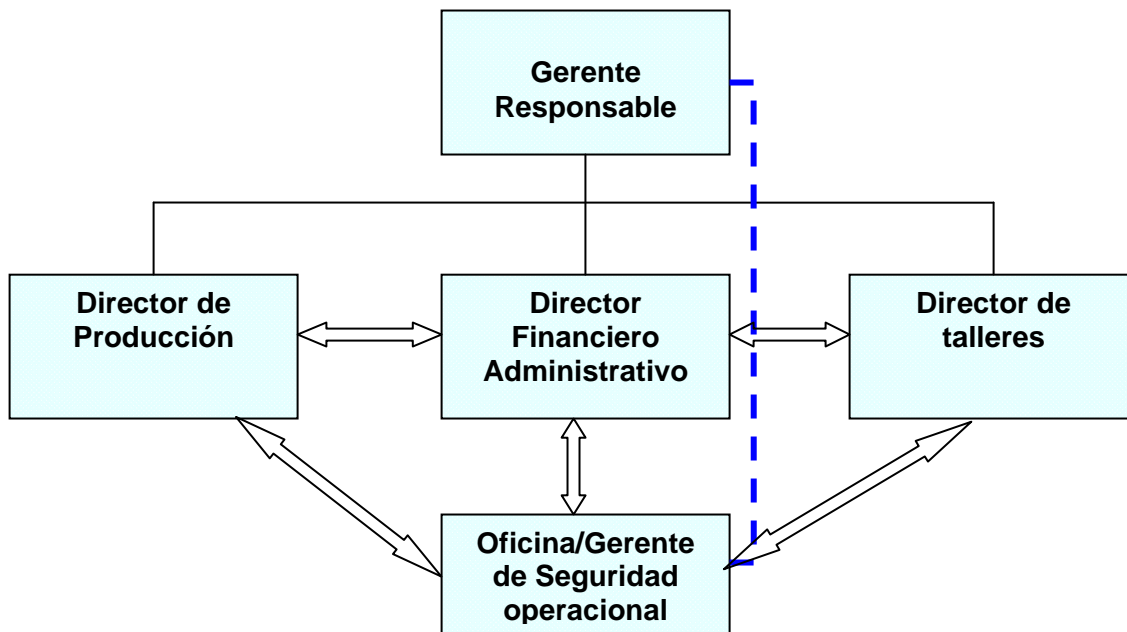 Gerente
Responsable
Director de
Producción
Director
Financiero
Administrativo
Director de
talleres
Oficina/Gerente
de Seguridad
operacional